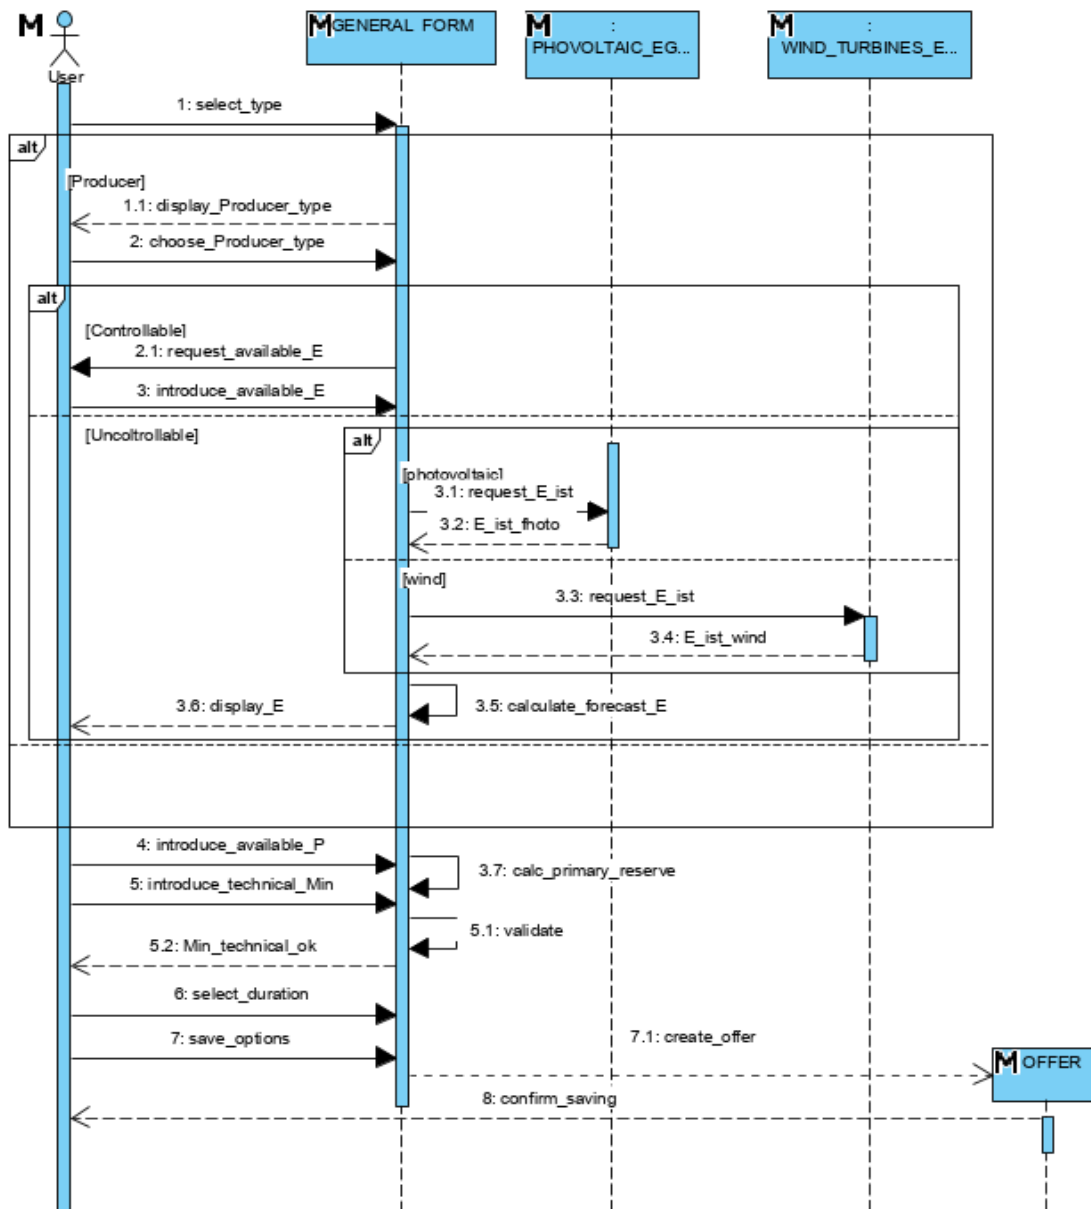 M
User
M GENERAL FORM
M :
PHOVOLTAIC_EG...
M :
WIND_TURBINES_E...
1: select_type
alt
[Producer]
1.1: display_Producer_type
2: choose_Producer_type
alt
[Controllable]
2.1: request_available_E
3: introduce_available_E
[Uncoltrollable]
alt
[photovoltaic]
3.1: request_E_ist
3.2: E_ist_fhoto
[wind]
3.3: request_E_ist
3.4: E_ist_wind
3.6: display_E
3.5: calculate_forecast_E
4: introduce_available_P
3.7: calc_primary_reserve
5: introduce_technical_Min
5.1: validate
5.2: Min_technical_ok
6: select_duration
7: save_options
7.1: create_offer
M OFFER
8: confirm_saving